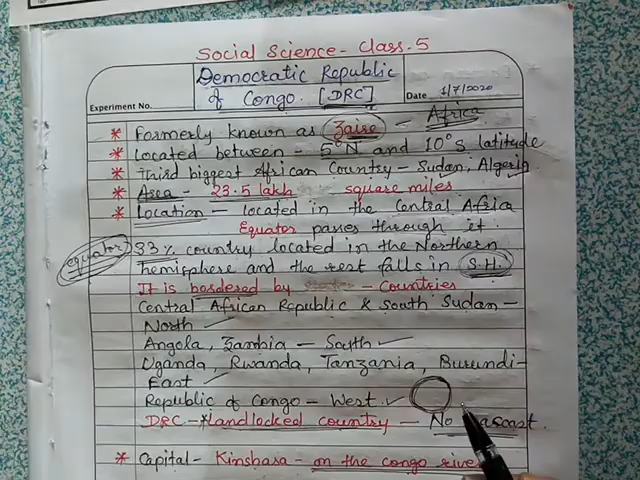 Social Science - Class.5
Democratic Republic
of Congo. [DRC]
Experiment No.
Date 1/7/2020
* Formerly known as Zaire - Africa
* Located between - 5°N and 10°S latitude
* Third biggest African Country - Sudan, Algeria
* Area - 23.5 lakh square miles
* Location - located in the Central Africa
Equator passes through it.
equator 33% country located in the Northern
hemisphere and the rest falls in S.H.
It is bordered by - Countries
Central African Republic & South Sudan -
North
Angola, Zambia - South
Uganda, Rwanda, Tanzania, Burundi -
East
Republic of Congo - West
DRC - *landlocked country - No
* Capital - Kinshasa - on the congo river